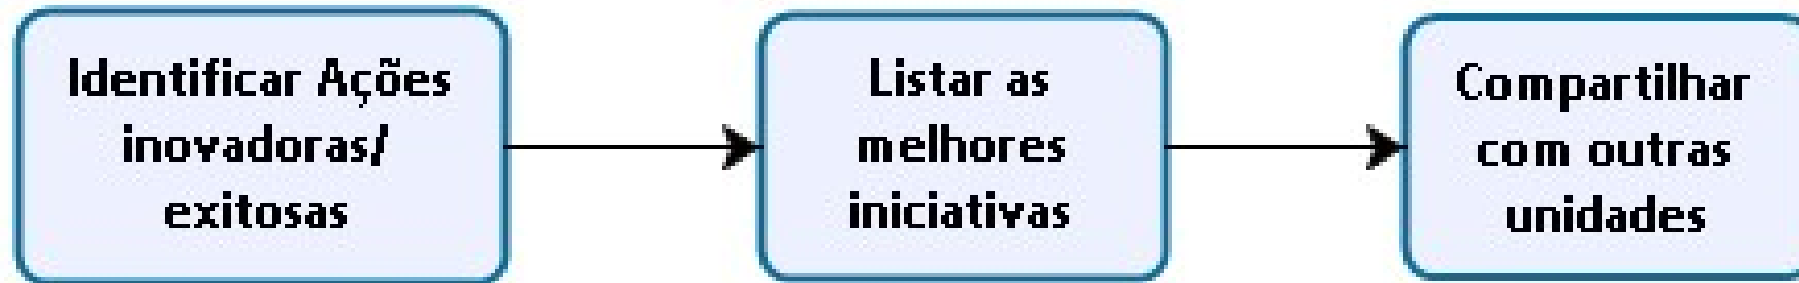 Identificar Ações
inovadoras/
exitosas
Listar as
melhores
iniciativas
Compartilhar
com outras
unidades